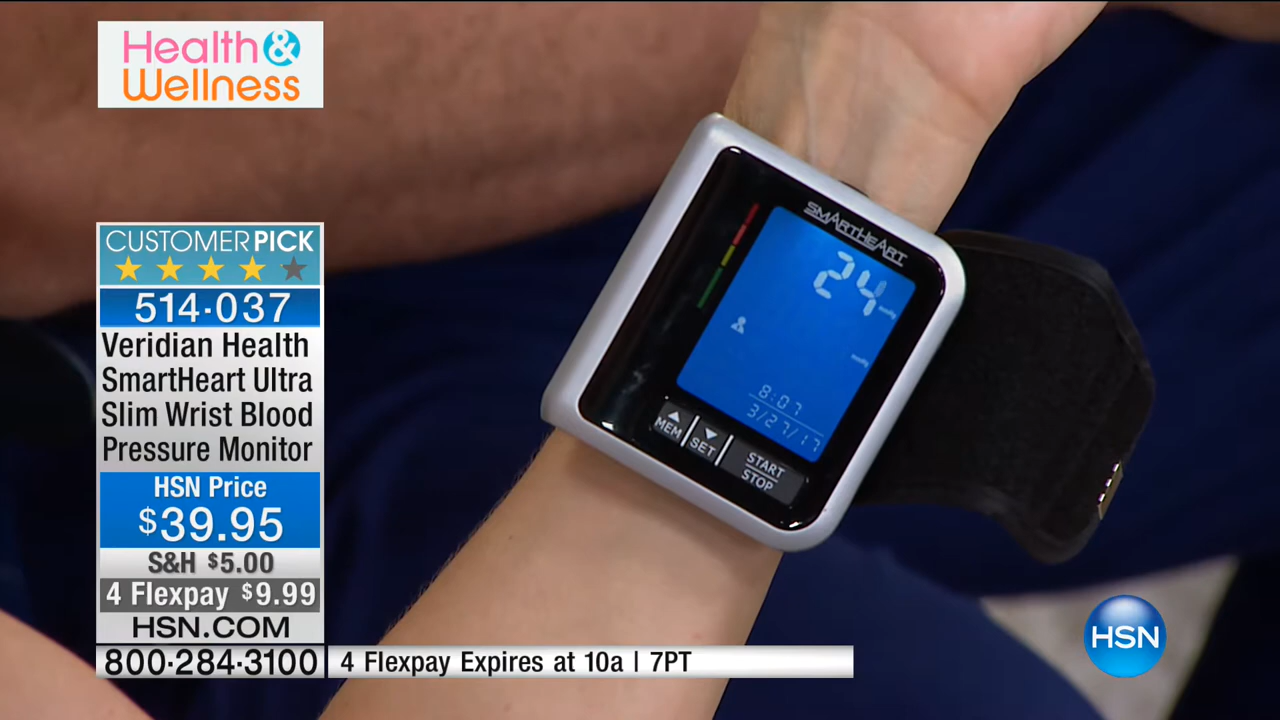 Health &
Wellness
CUSTOMER PICK
514-037
Veridian Health
SmartHeart Ultra
Slim Wrist Blood
Pressure Monitor
HSN Price
$39.95
S&H $5.00
4 Flexpay $9.99
HSN.COM
800·284·3100
4 Flexpay Expires at 10a | 7PT
SMARTHEART
24
mmHg
mmHg
8:07
3/27/17
MEM
SET
START
STOP
HSN